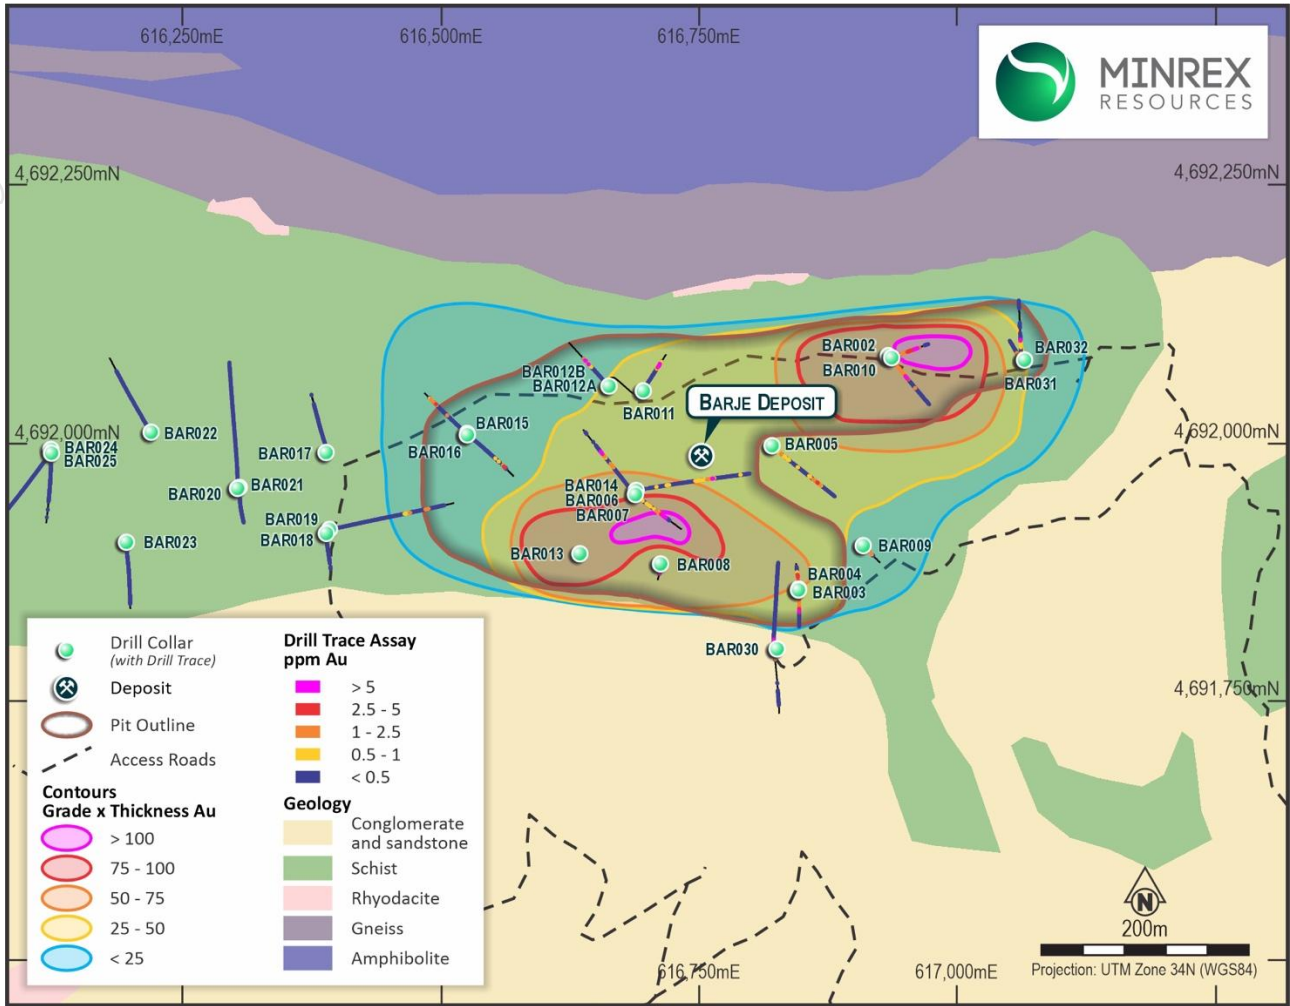 616,250mE
616,500mE
616,750mE
MINREX
RESOURCES
4,692,250mN
4,692,250mN
BAR002
BAR010
BAR032
BAR031
BAR012B
BAR012A
BAR011
BARJE DEPOSIT
BAR022
4,692,000mN
BAR024
BAR025
BAR017
BAR015
BAR016
BAR005
4,692,000mN
BAR020
BAR021
BAR014
BAR006
BAR007
BAR019
BAR018
BAR023
BAR013
BAR008
BAR009
BAR004
BAR003
BAR030
4,691,750mN
Drill Collar
(with Drill Trace)
Deposit
Pit Outline
Access Roads
Contours
Grade x Thickness Au
> 100
75 - 100
50 - 75
25 - 50
< 25
Drill Trace Assay
ppm Au
> 5
2.5 - 5
1 - 2.5
0.5 - 1
< 0.5
Geology
Conglomerate
and sandstone
Schist
Rhyodacite
Gneiss
Amphibolite
616,750mE
617,000mE
N
200m
Projection: UTM Zone 34N (WGS84)